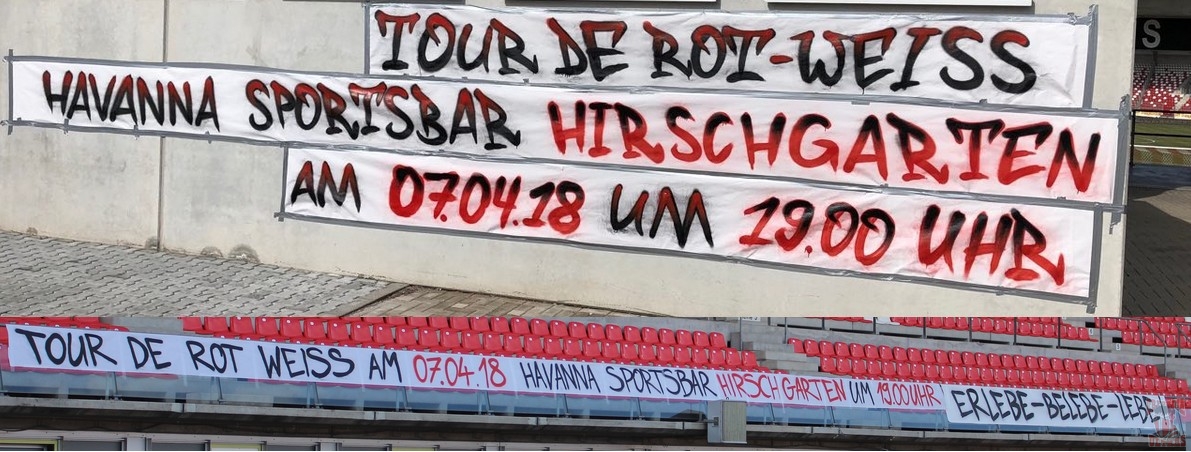 S
TOUR DE ROT-WEISS
HAVANNA SPORTSBAR HIRSCHGARTEN
AM 07.04.18 UM 19.00 UHR
TOUR DE ROT WEISS AM 07.04.18 HAVANNA SPORTSBAR HIRSCHGARTEN UM 19.00 UHR ERLEBE-BELEBE-LEBE